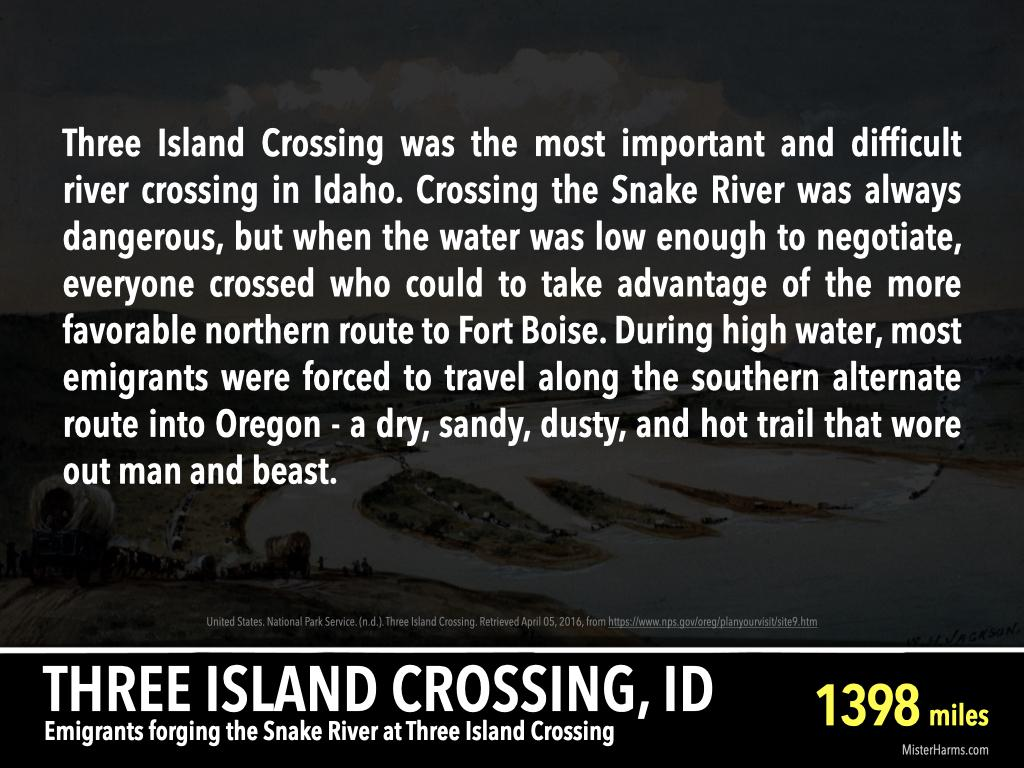 Three Island Crossing was the most important and difficult
river crossing in Idaho. Crossing the Snake River was always
dangerous, but when the water was low enough to negotiate,
everyone crossed who could to take advantage of the more
favorable northern route to Fort Boise. During high water, most
emigrants were forced to travel along the southern alternate
route into Oregon - a dry, sandy, dusty, and hot trail that wore
out man and beast.
United States. National Park Service. (n.d.). Three Island Crossing. Retrieved April 05, 2016, from https://www.nps.gov/oreg/planyourvisit/site9.htm
W. H. JACKSON.
THREE ISLAND CROSSING, ID
Emigrants forging the Snake River at Three Island Crossing
1398 miles
MisterHarms.com